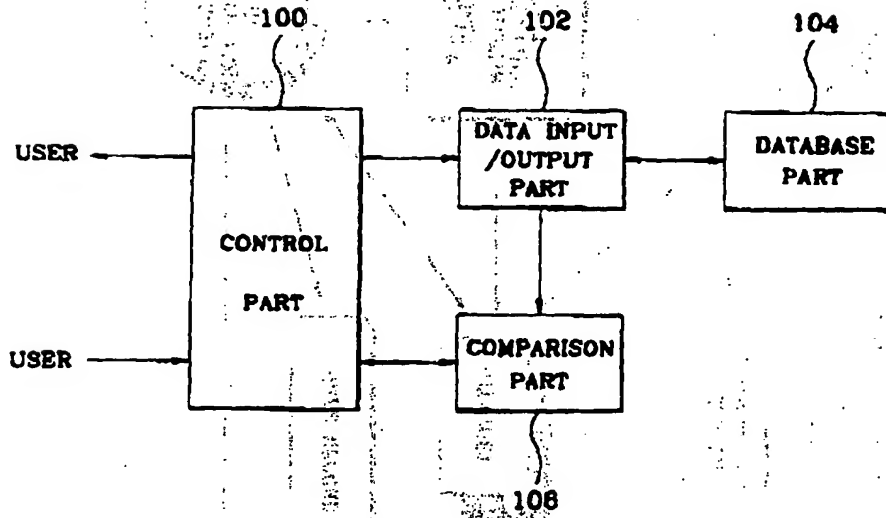 100
102
104
USER
CONTROL
PART
DATA INPUT
/OUTPUT
PART
DATABASE
PART
USER
COMPARISON
PART
106